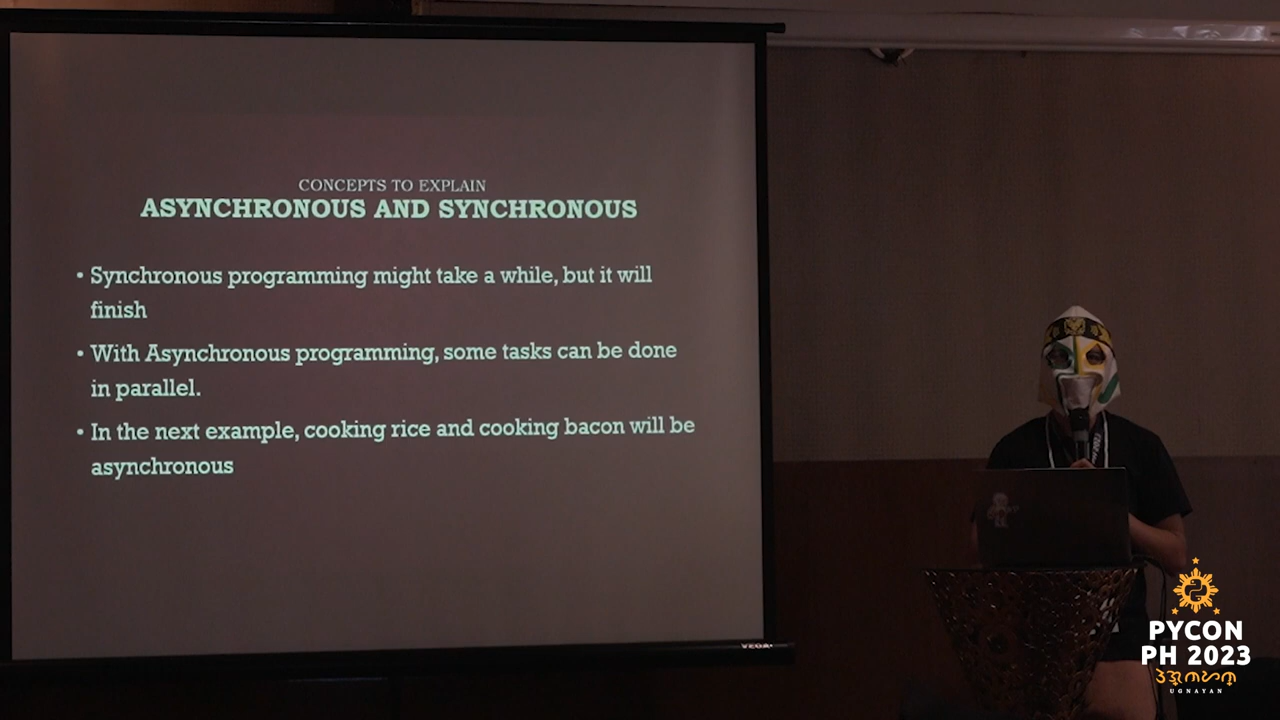 CONCEPTS TO EXPLAIN
ASYNCHRONOUS AND SYNCHRONOUS
• Synchronous programming might take a while, but it will
finish
• With Asynchronous programming, some tasks can be done
in parallel.
• In the next example, cooking rice and cooking bacon will be
asynchronous
VEGA
PYCON
PH 2023
UGNAYAN